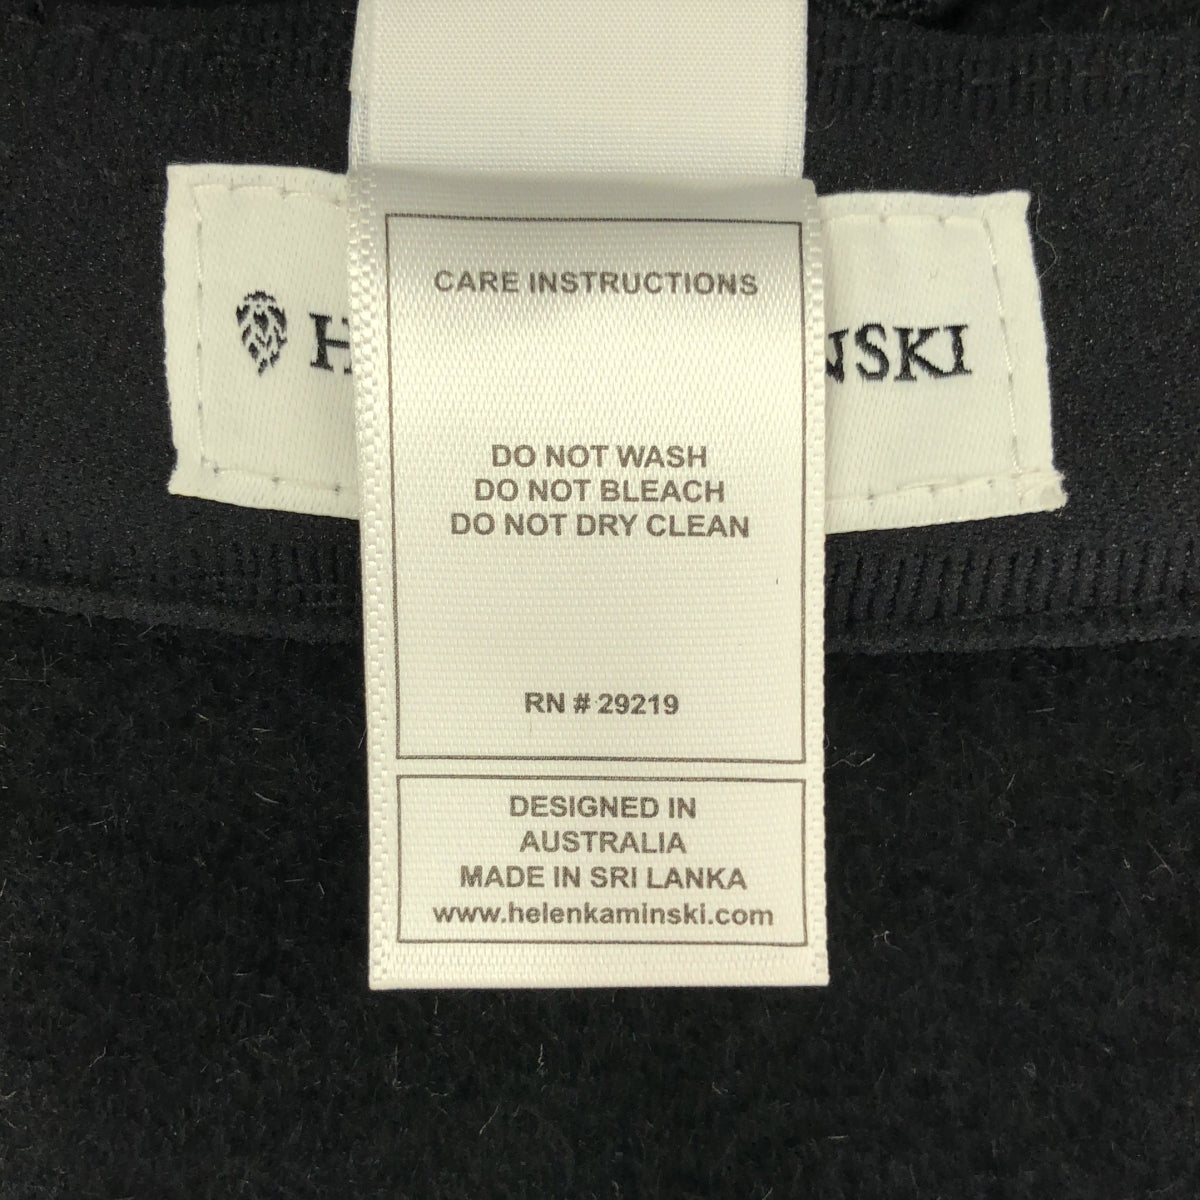 H NSKI
CARE INSTRUCTIONS
DO NOT WASH
DO NOT BLEACH
DO NOT DRY CLEAN
RN # 29219
DESIGNED IN
AUSTRALIA
MADE IN SRI LANKA
www.helenkaminski.com